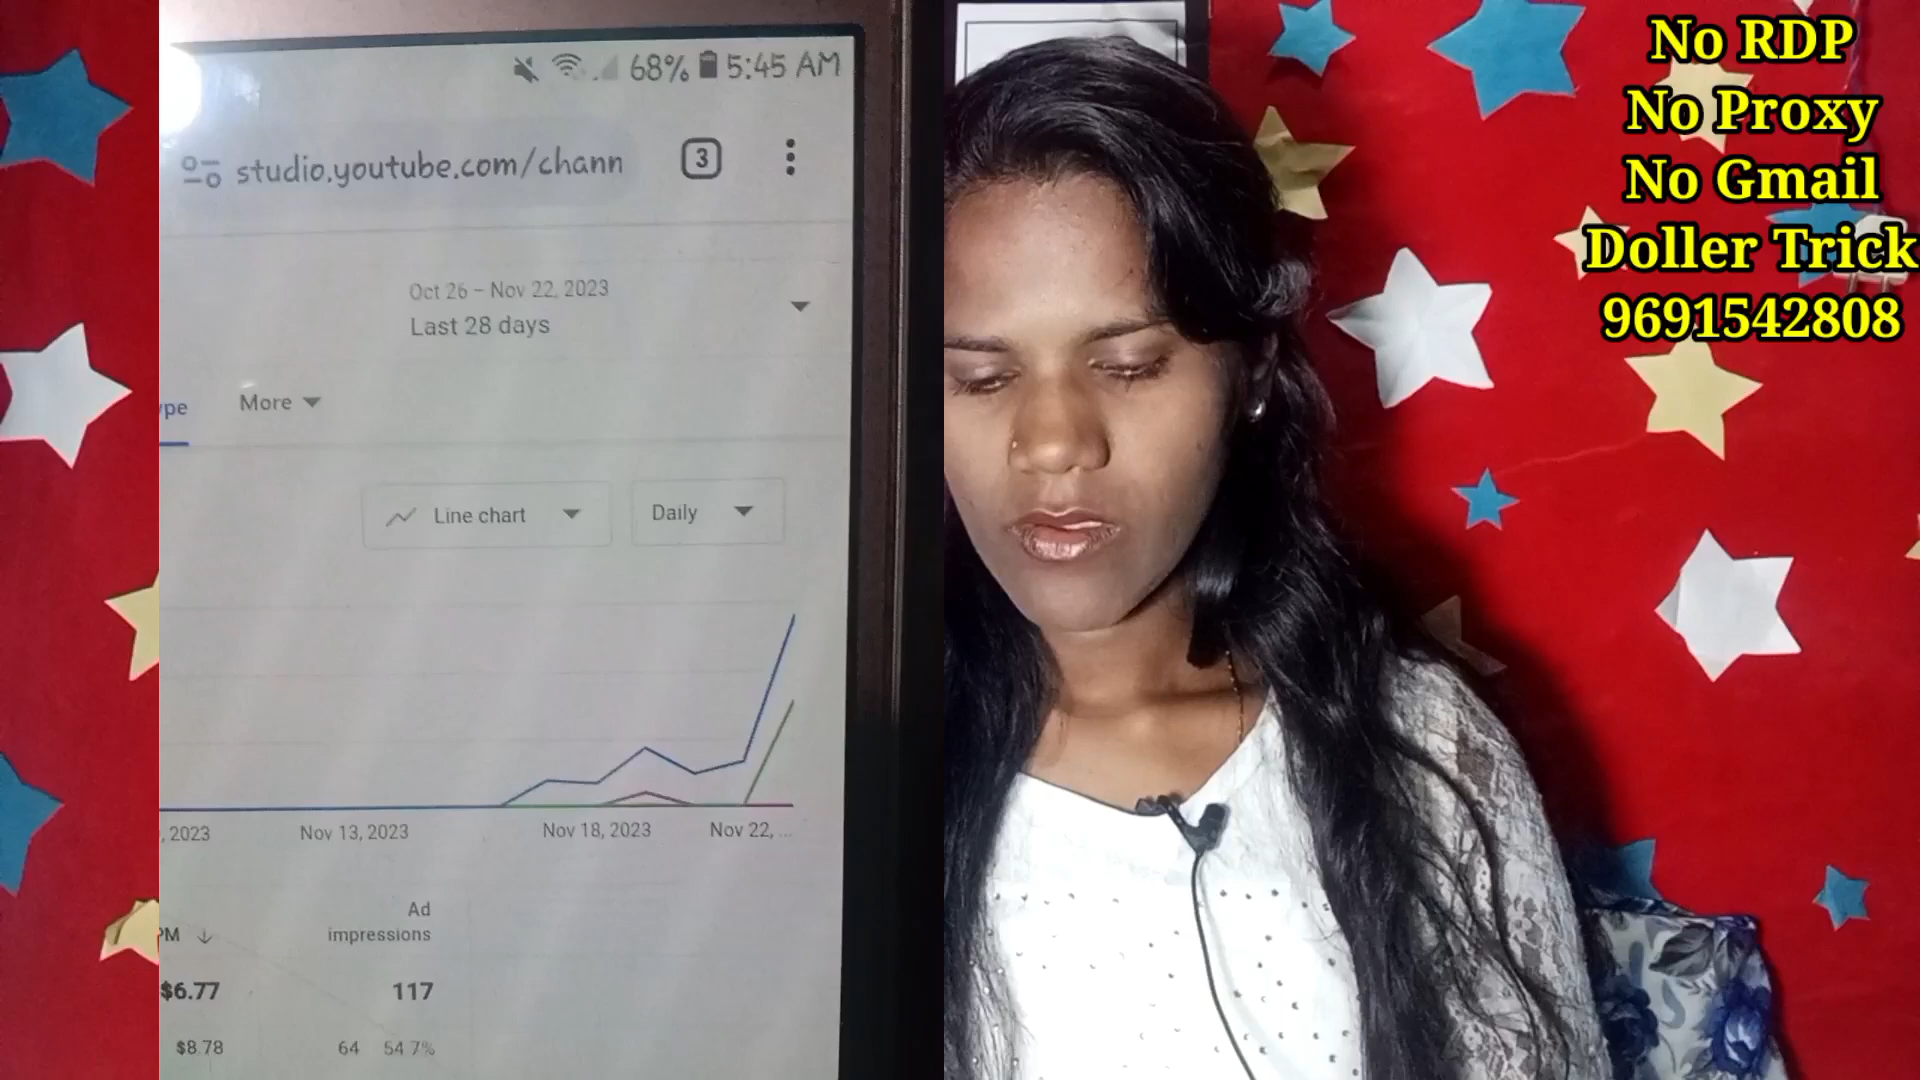 68% 5:45 AM
studio.youtube.com/chann
3
Oct 26 – Nov 22, 2023
Last 28 days
ype
More
Line chart
Daily
, 2023
Nov 13, 2023
Nov 18, 2023
Nov 22, ...
Ad
PM
impressions
$6.77 117
$8.78 64 54.7%
No RDP
No Proxy
No Gmail
Doller Trick
9691542808